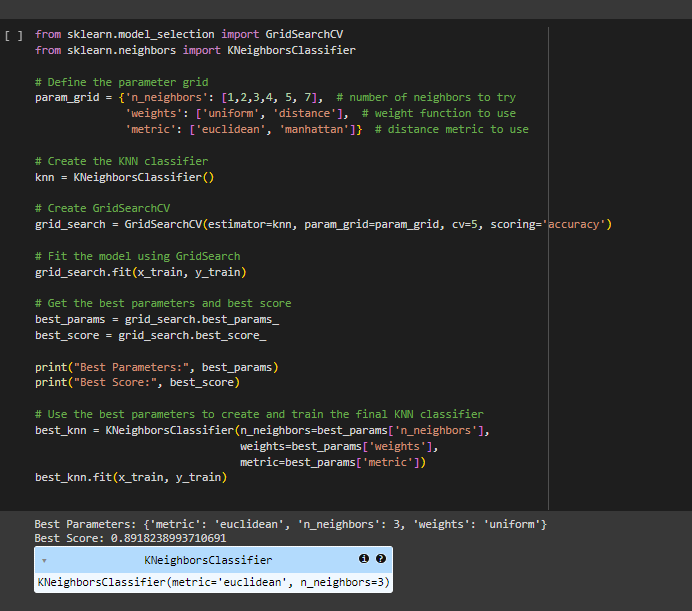 [ ] from sklearn.model_selection import GridSearchCV
from sklearn.neighbors import KNeighborsClassifier
# Define the parameter grid
param_grid = {'n_neighbors': [1,2,3,4, 5, 7],  # number of neighbors to try
'weights': ['uniform', 'distance'],  # weight function to use
'metric': ['euclidean', 'manhattan']}  # distance metric to use
# Create the KNN classifier
knn = KNeighborsClassifier()
# Create GridSearchCV
grid_search = GridSearchCV(estimator=knn, param_grid=param_grid, cv=5, scoring='accuracy')
# Fit the model using GridSearch
grid_search.fit(x_train, y_train)
# Get the best parameters and best score
best_params = grid_search.best_params_
best_score = grid_search.best_score_
print("Best Parameters:", best_params)
print("Best Score:", best_score)
# Use the best parameters to create and train the final KNN classifier
best_knn = KNeighborsClassifier(n_neighbors=best_params['n_neighbors'],
weights=best_params['weights'],
metric=best_params['metric'])
best_knn.fit(x_train, y_train)
Best Parameters: {'metric': 'euclidean', 'n_neighbors': 3, 'weights': 'uniform'}
Best Score: 0.8918238993710691
KNeighborsClassifier i ?
KNeighborsClassifier(metric='euclidean', n_neighbors=3)